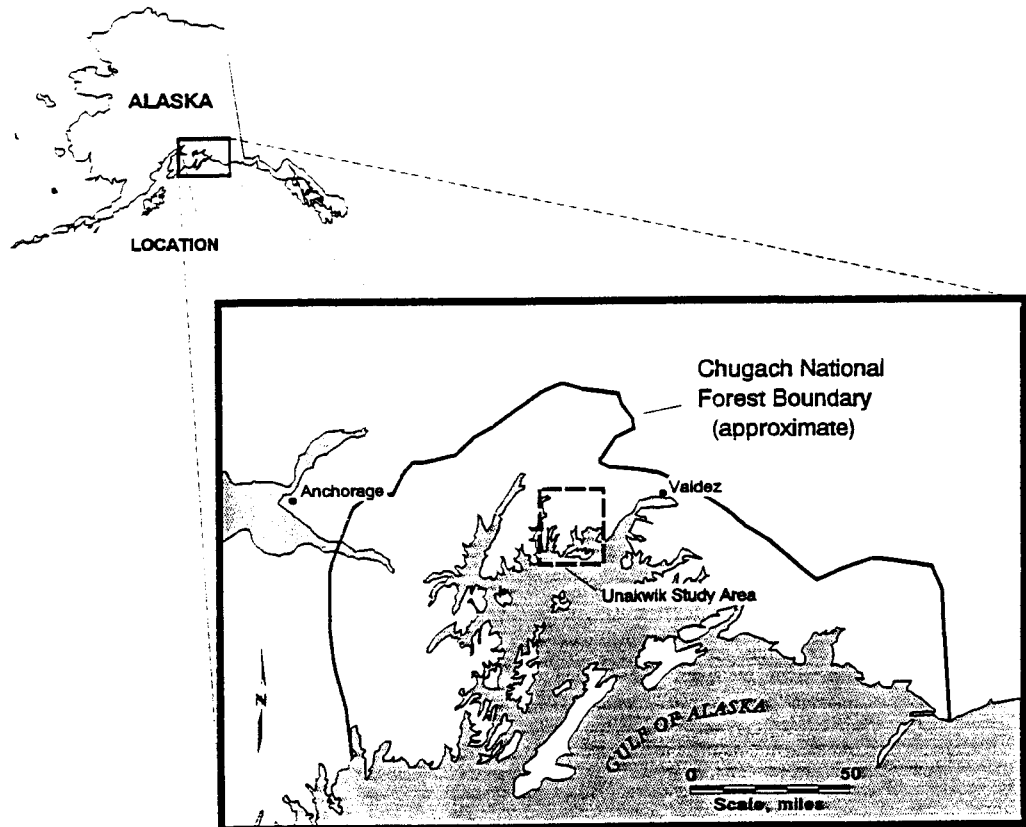 ALASKA
LOCATION
Chugach National
Forest Boundary
(approximate)
Anchorage
Valdez
Unakwik Study Area
N
GULF OF ALASKA
0 50
Scale, miles